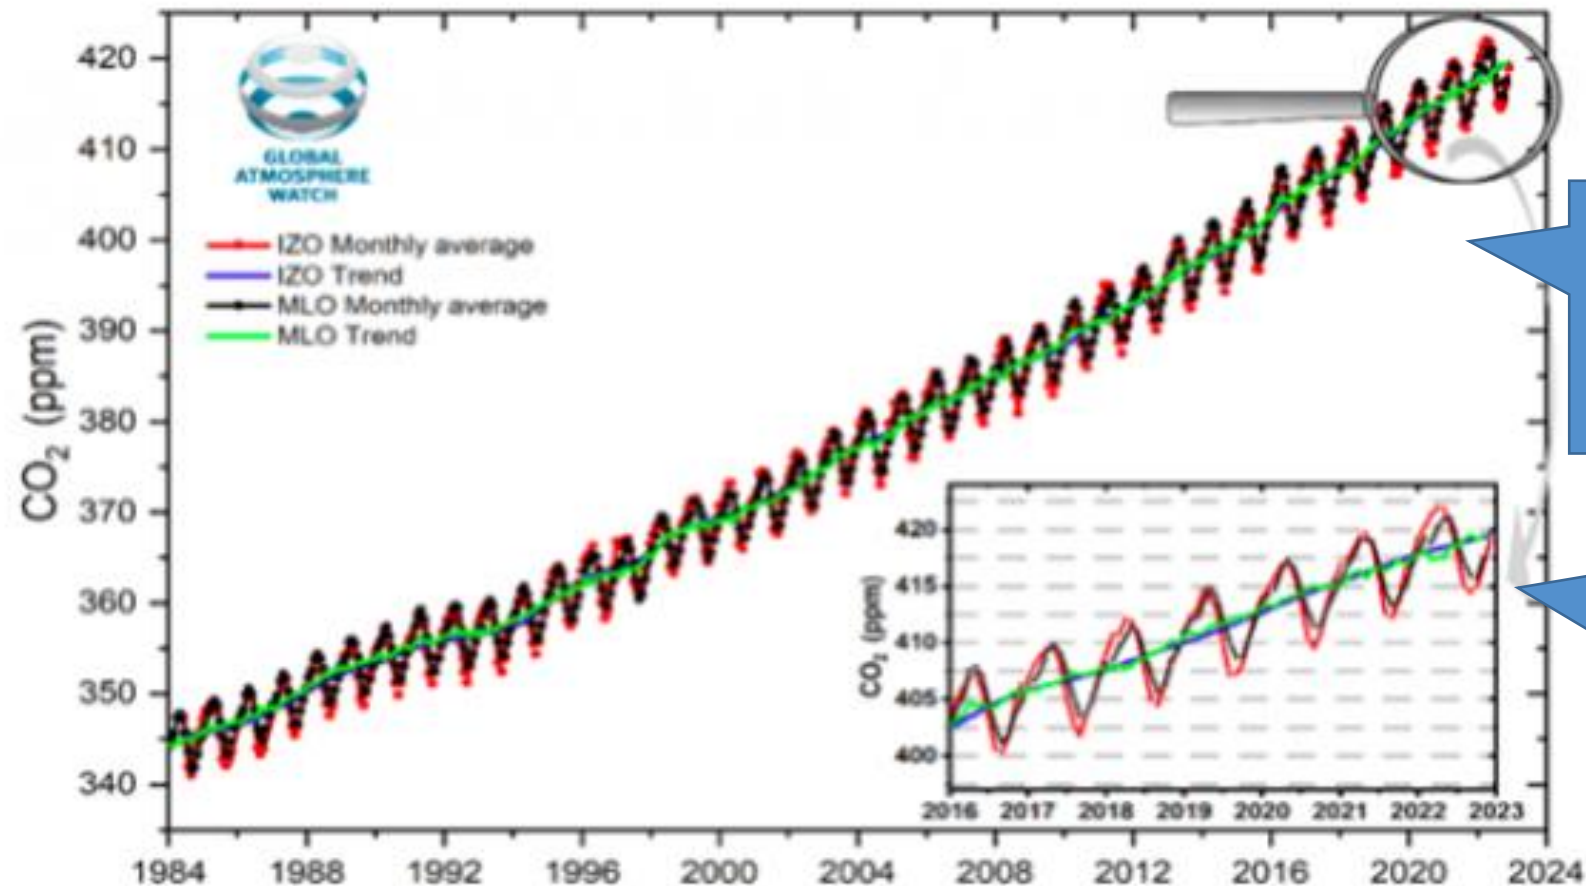 GLOBAL
ATMOSPHERE
WATCH
IZO Monthly average
IZO Trend
MLO Monthly average
MLO Trend
CO₂ (ppm)
420
410
400
390
380
370
360
350
340
1984 1988 1992 1996 2000 2004 2008 2012 2016 2020 2024
CO₂ (ppm)
420
415
410
405
400
2016 2017 2018 2019 2020 2021 2022 2023